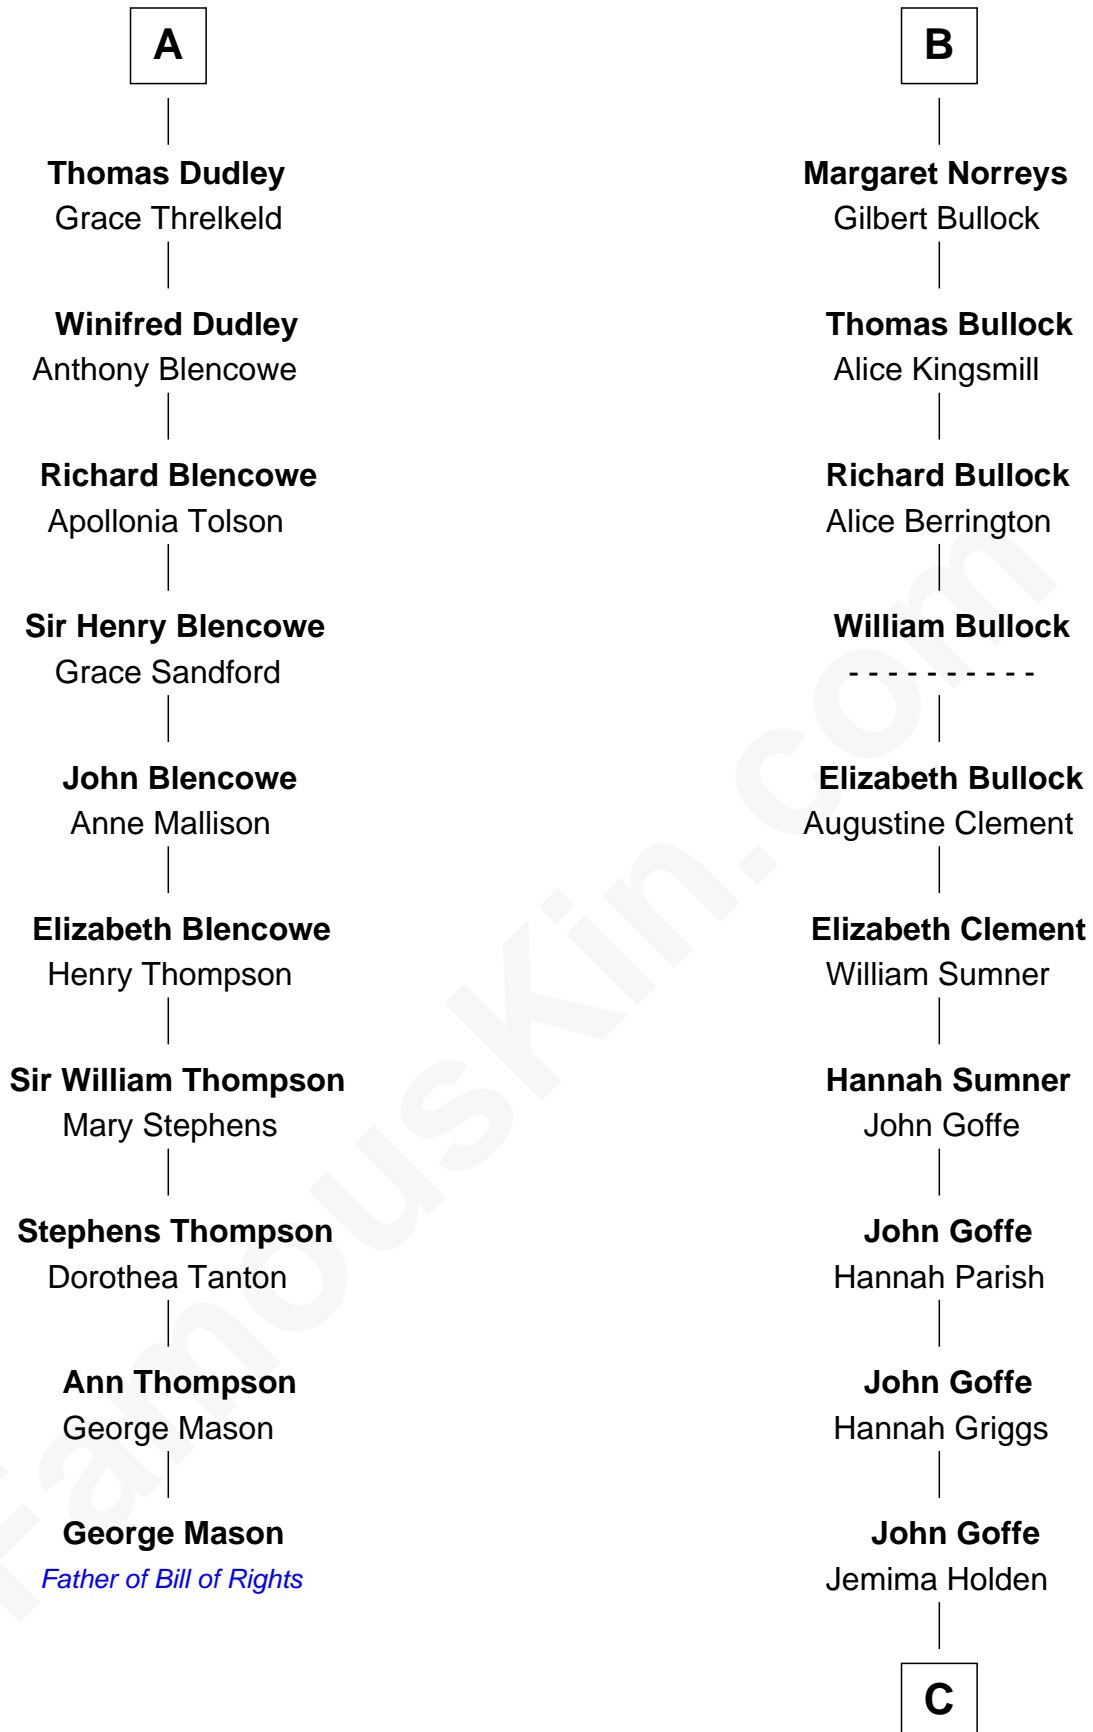 A
Thomas Dudley
Grace Threlkeld
Winifred Dudley
Anthony Blencowe
Richard Blencowe
Apollonia Tolson
Sir Henry Blencowe
Grace Sandford
John Blencowe
Anne Mallison
Elizabeth Blencowe
Henry Thompson
Sir William Thompson
Mary Stephens
Stephens Thompson
Dorothea Tanton
Ann Thompson
George Mason
George Mason
Father of Bill of Rights
B
Margaret Norreys
Gilbert Bullock
Thomas Bullock
Alice Kingsmill
Richard Bullock
Alice Berrington
William Bullock
- - - - - - - - - -
Elizabeth Bullock
Augustine Clement
Elizabeth Clement
William Sumner
Hannah Sumner
John Goffe
John Goffe
Hannah Parish
John Goffe
Hannah Griggs
John Goffe
Jemima Holden
C
FamousKin.com